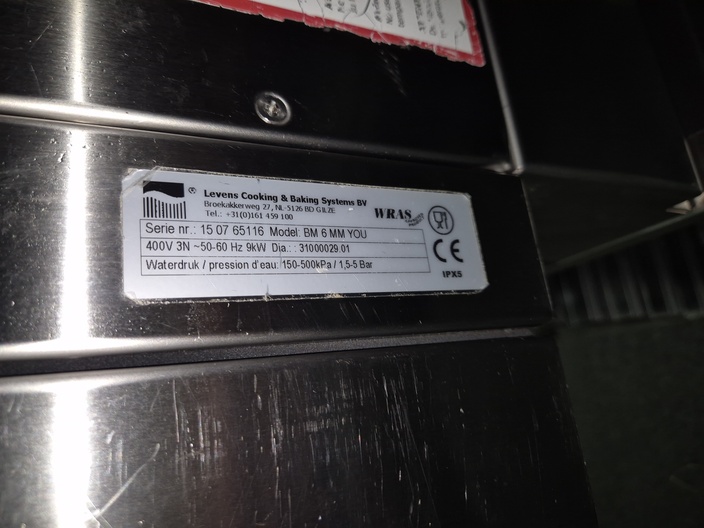 ®
Levens Cooking & Baking Systems BV
Broekakkerweg 27, NL-5126 BD GILZE
Tel.: +31(0)161 459 100
WRAS
Serie nr.: 15 07 65116 Model: BM 6 MM YOU
400V 3N ~50-60 Hz 9kW Dia.: : 31000029.01
Waterdruk / pression d'eau: 150-500kPa / 1,5-5 Bar
CE
IPX5